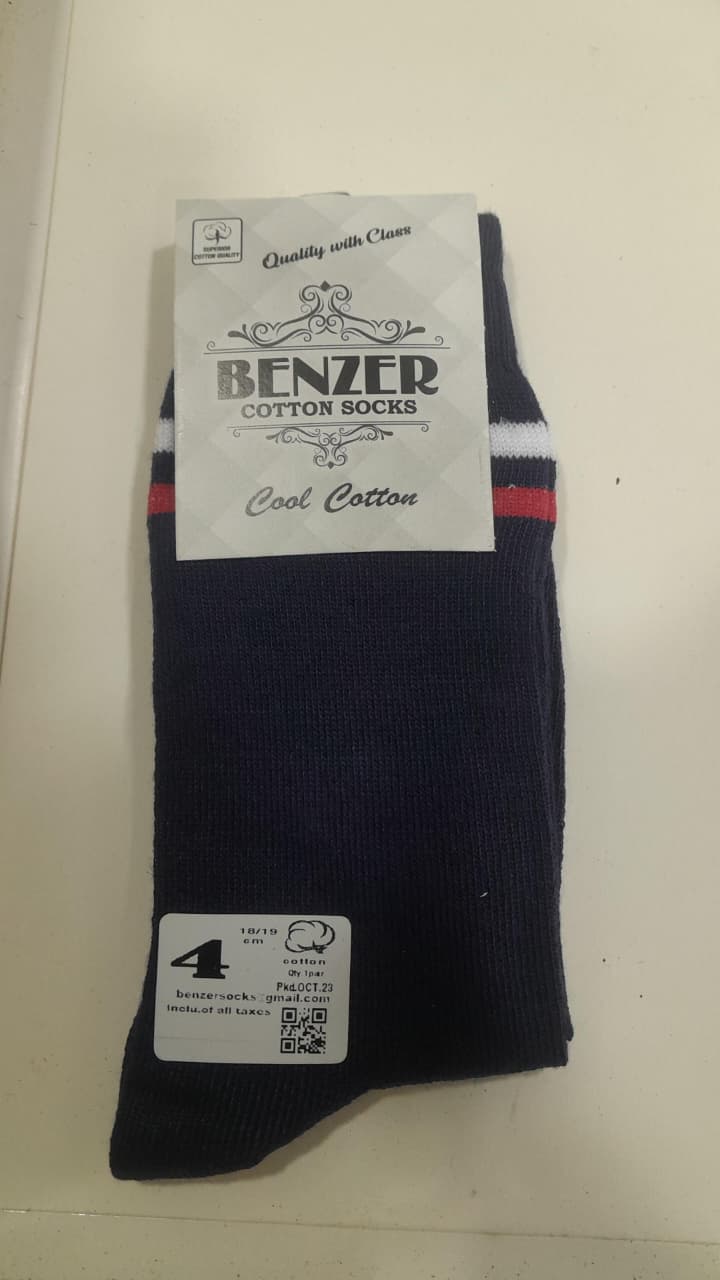 SUPERIOR
COTTON QUALITY
Quality with Class
BENZER
COTTON SOCKS
Cool Cotton
4
18/19
cm
cotton
Qty. 1pair
Pkd.OCT.23
benzersocks gmail.com
Inclu.of all taxes